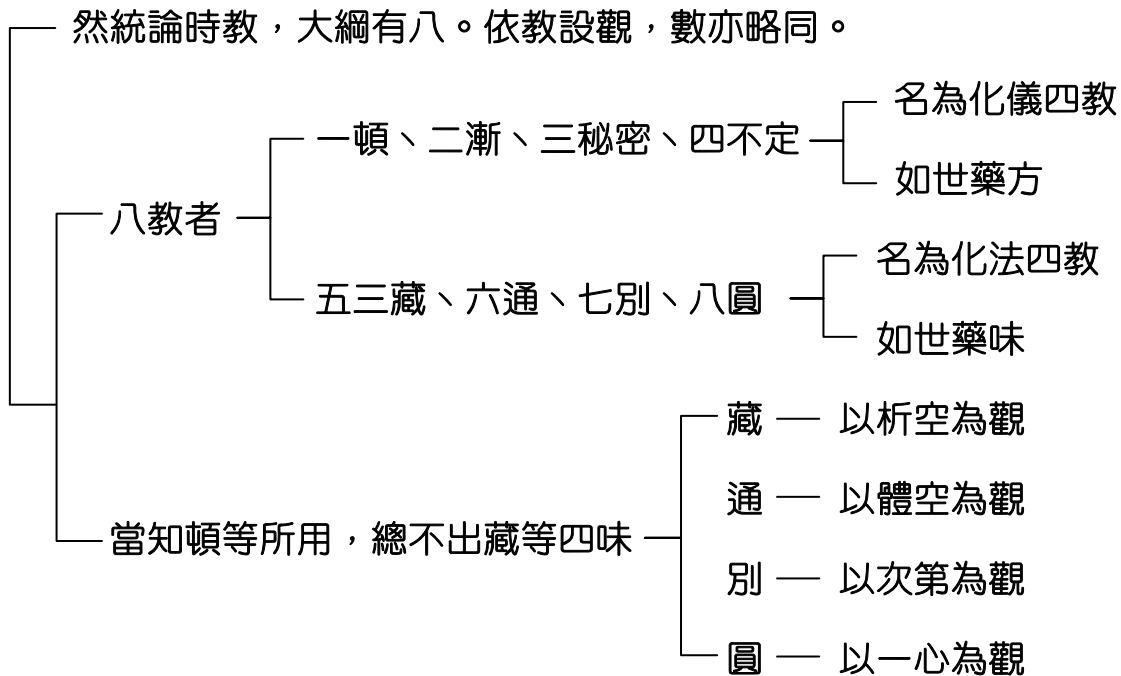 然統論時教，大綱有八。依教設觀，數亦略同。
八教者
一頓、二漸、三秘密、四不定
名為化儀四教
如世藥方
五三藏、六通、七別、八圓
名為化法四教
如世藥味
當知頓等所用，總不出藏等四味
藏 — 以析空為觀
通 — 以體空為觀
別 — 以次第為觀
圓 — 以一心為觀